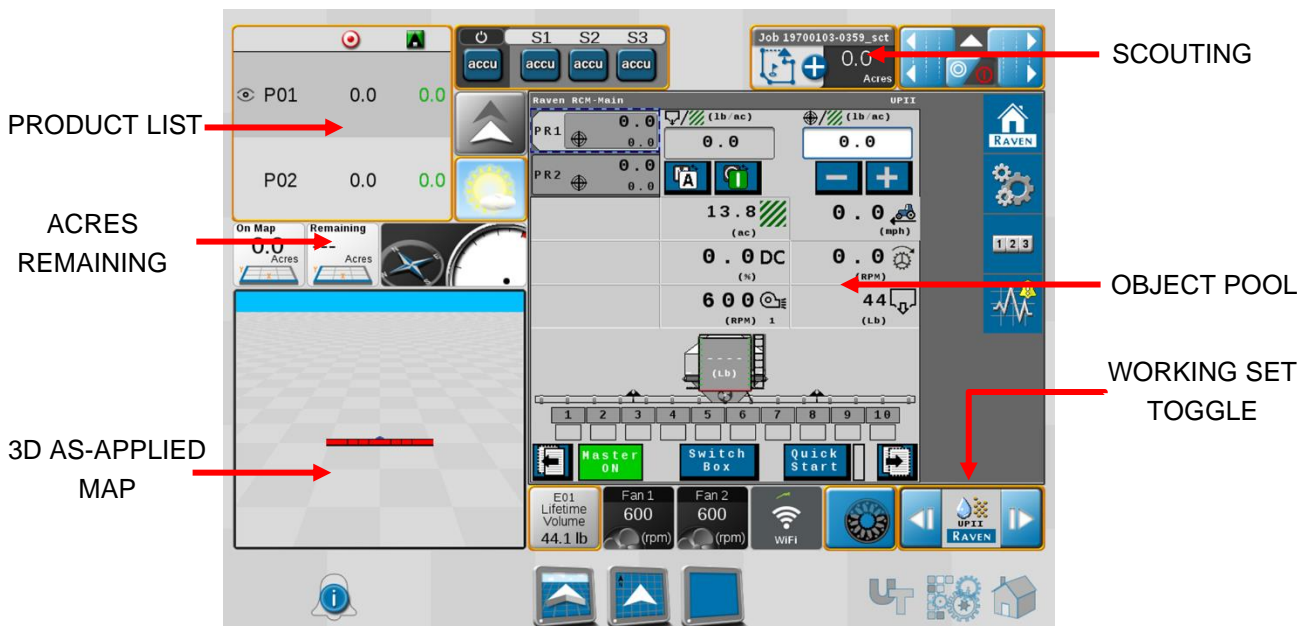 PRODUCT LIST
ACRES
REMAINING
3D AS-APPLIED
MAP
SCOUTING
OBJECT POOL
WORKING SET
TOGGLE
P01 0.0 0.0
P02 0.0 0.0
S1 S2 S3
accu accu accu accu
Job 19700103-0359_sct
0.0
Acres
On Map
0.0
Acres
Y X
Remaining
--
Acres
Y X
Raven RCM-Main UPII
PR1 0.0
0.0
PR2 0.0
0.0
(lb/ac)
0.0
(lb/ac)
0.0
A
13.8
(ac)
0.0
(mph)
0.0 DC
(%)
0.0
(RPM)
600
(RPM) 1
44
(Lb)
----
(Lb)
1 2 3 4 5 6 7 8 9 10
Master
ON
Switch
Box
Quick
Start
RAVEN
1 2 3
E01
Lifetime
Volume
44.1 lb
Fan 1
600
(rpm)
Fan 2
600
(rpm)
WiFi
UPII
RAVEN
i
UT